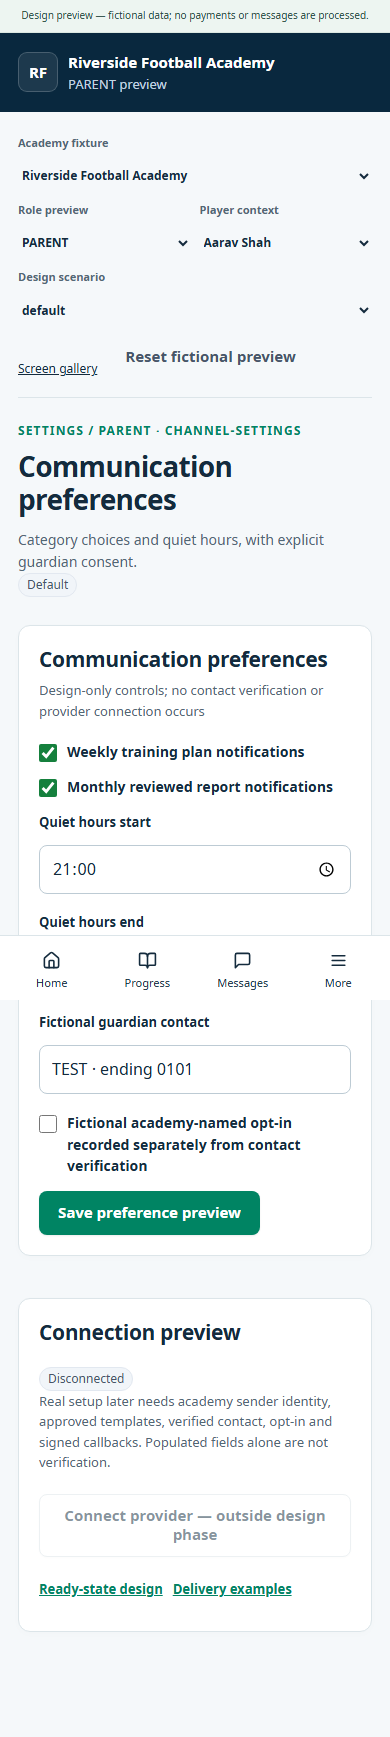 Design preview — fictional data; no payments or messages are processed.
RF
Riverside Football Academy
PARENT preview
Academy fixture
Riverside Football Academy
Role preview
Player context
PARENT
Aarav Shah
Design scenario
default
Screen gallery
Reset fictional preview
SETTINGS / PARENT · CHANNEL-SETTINGS
Communication
preferences
Category choices and quiet hours, with explicit
guardian consent.
Default
Communication preferences
Design-only controls; no contact verification or
provider connection occurs
Weekly training plan notifications
Monthly reviewed report notifications
Quiet hours start
21:00
Quiet hours end
Home
Progress
Messages
More
Fictional guardian contact
TEST · ending 0101
Fictional academy-named opt-in
recorded separately from contact
verification
Save preference preview
Connection preview
Disconnected
Real setup later needs academy sender identity,
approved templates, verified contact, opt-in and
signed callbacks. Populated fields alone are not
verification.
Connect provider — outside design
phase
Ready-state design
Delivery examples